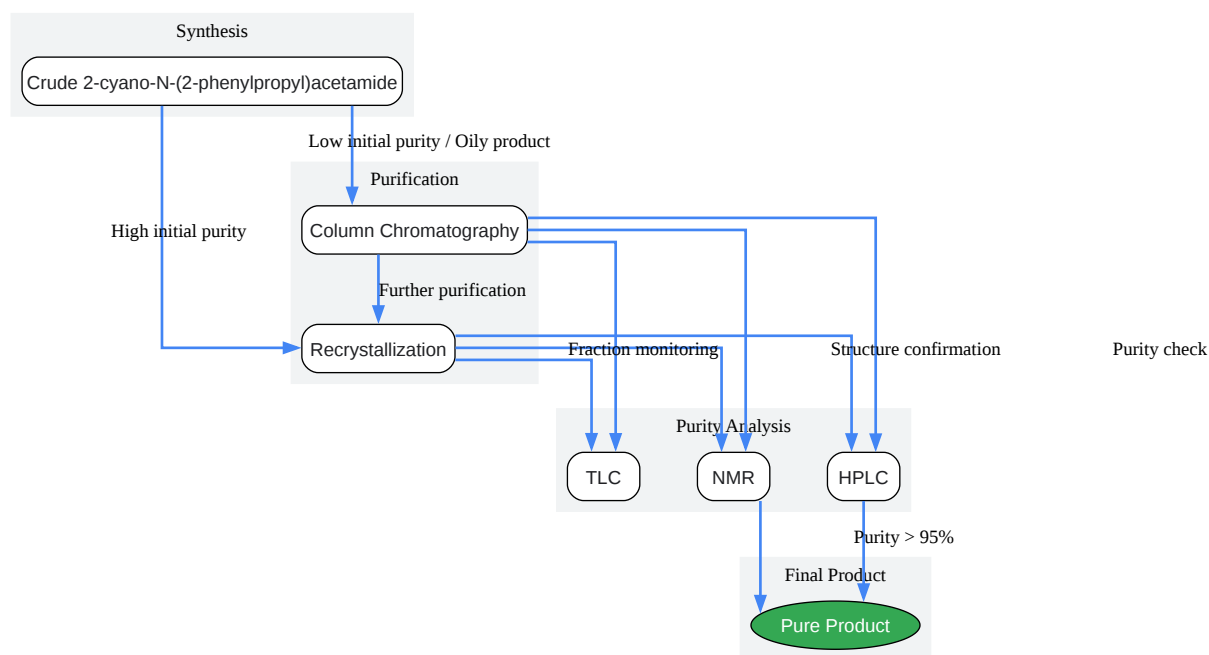 Synthesis
Crude 2-cyano-N-(2-phenylpropyl)acetamide
Low initial purity / Oily product
Purification
Column Chromatography
High initial purity
Further purification
Recrystallization
Fraction monitoring
Structure confirmation
Purity check
Purity Analysis
TLC
NMR
HPLC
Purity > 95%
Final Product
Pure Product